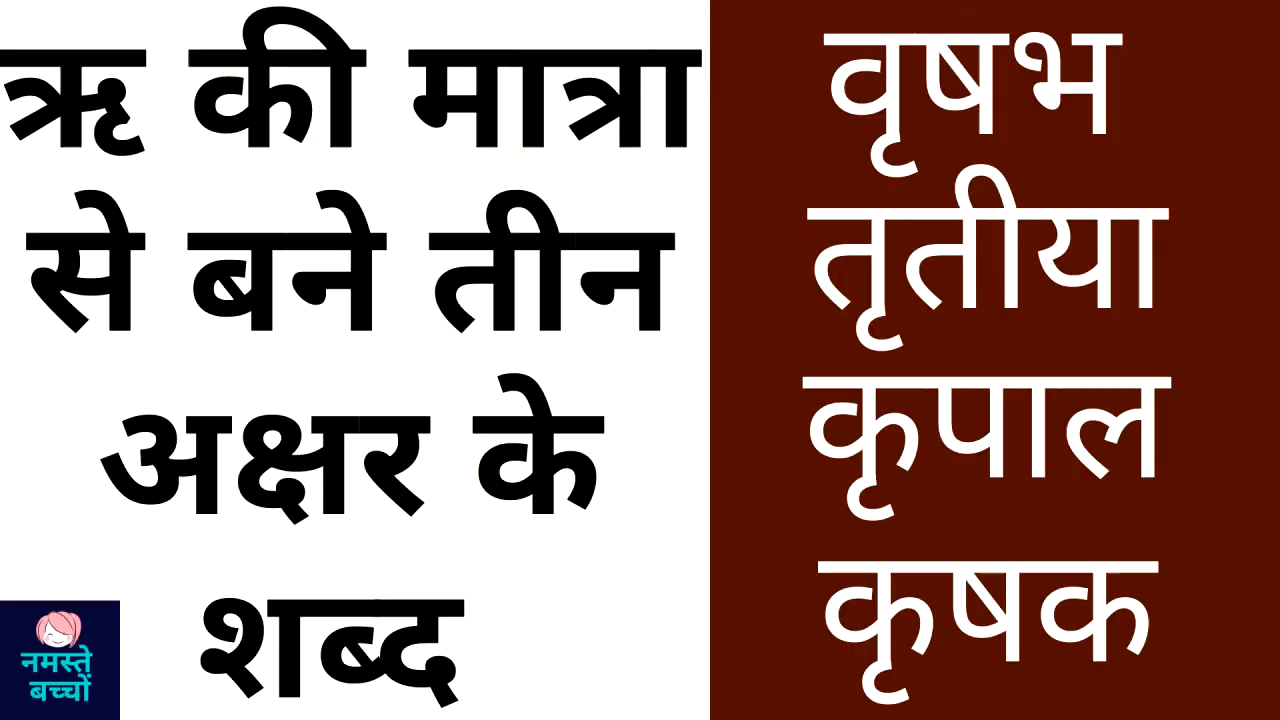 ऋ की मात्रा
से बने तीन
अक्षर के
शब्द
वृषभ
तृतीया
कृपाल
कृषक
नमस्ते
बच्चों